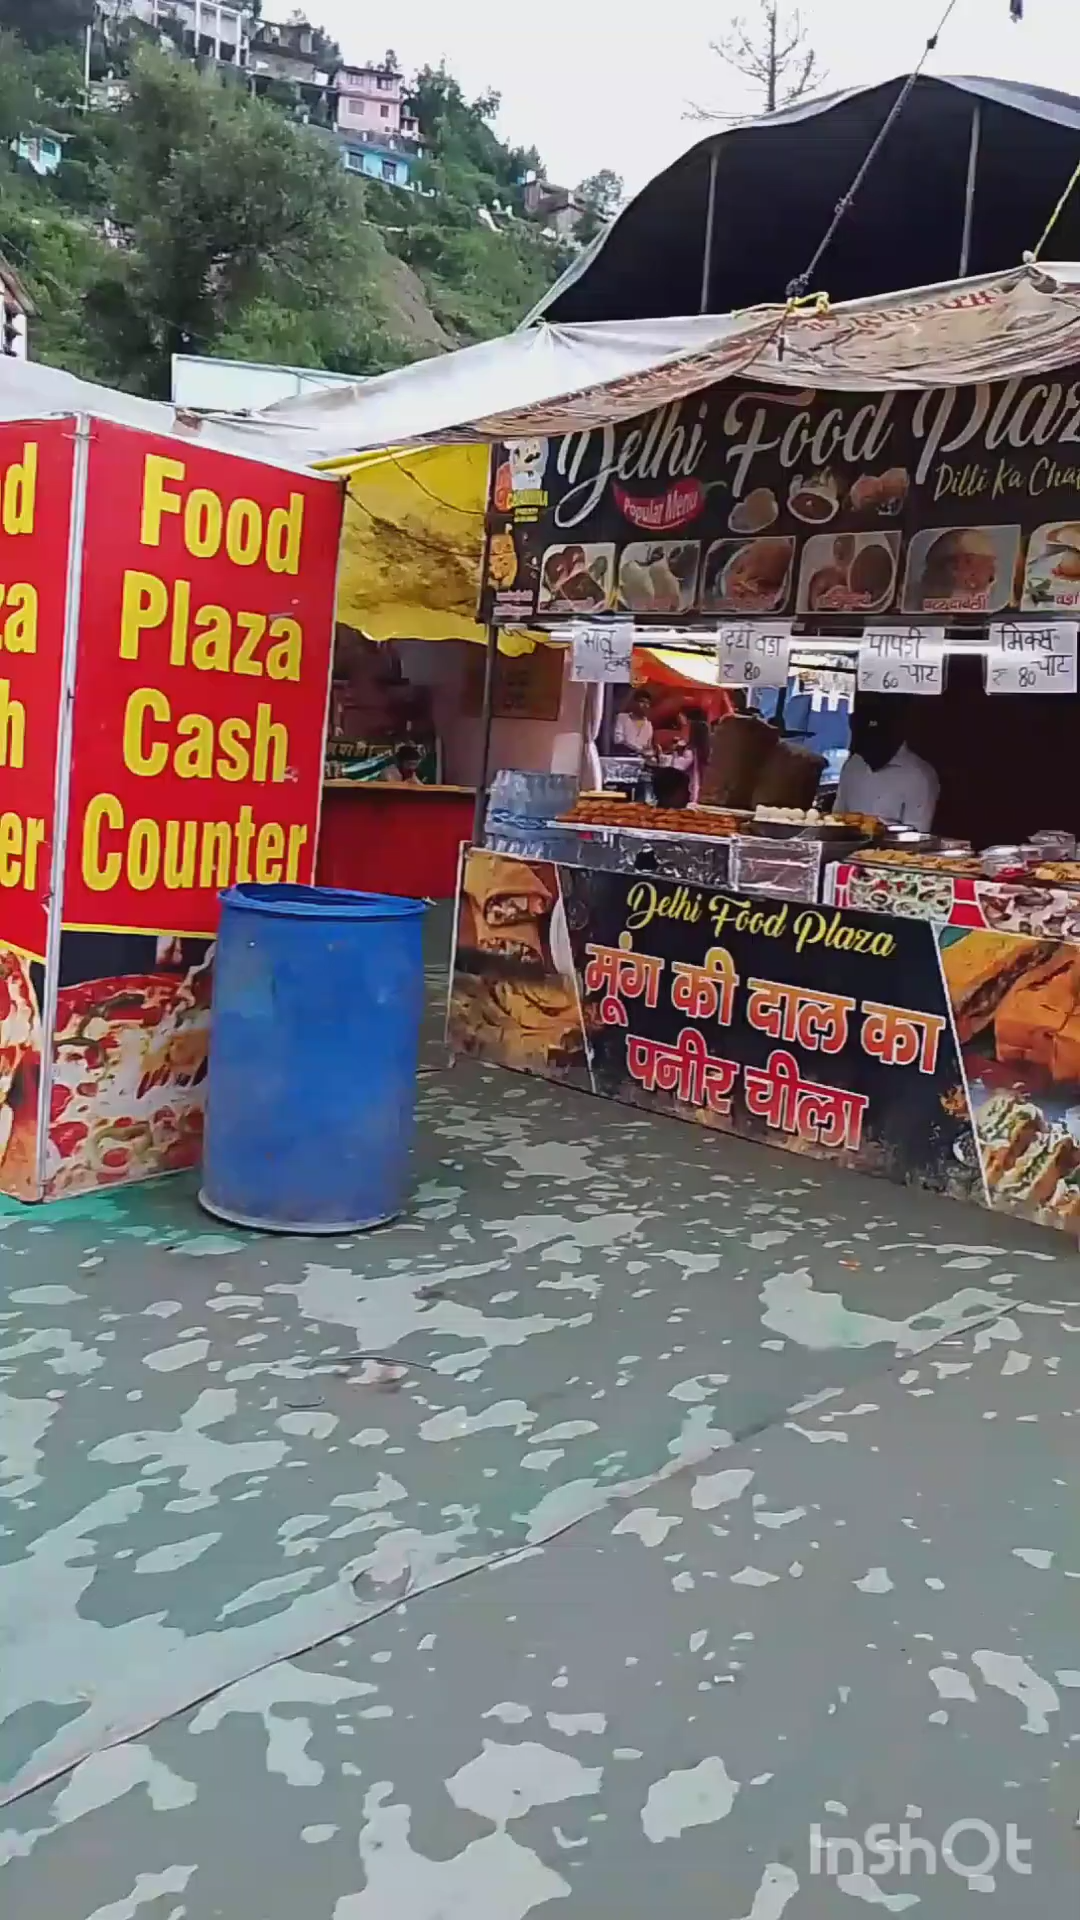 Food
Plaza
Cash
Counter
Delhi Food Plaz
Dilli Ka Cha
Popular Menu
आलू
दही वडा
₹ 80
पापडी
₹ 60 चाट
मिक्स
₹ 80 चाट
Delhi Food Plaza
मूंग की दाल का
पनीर चीला
InShOt